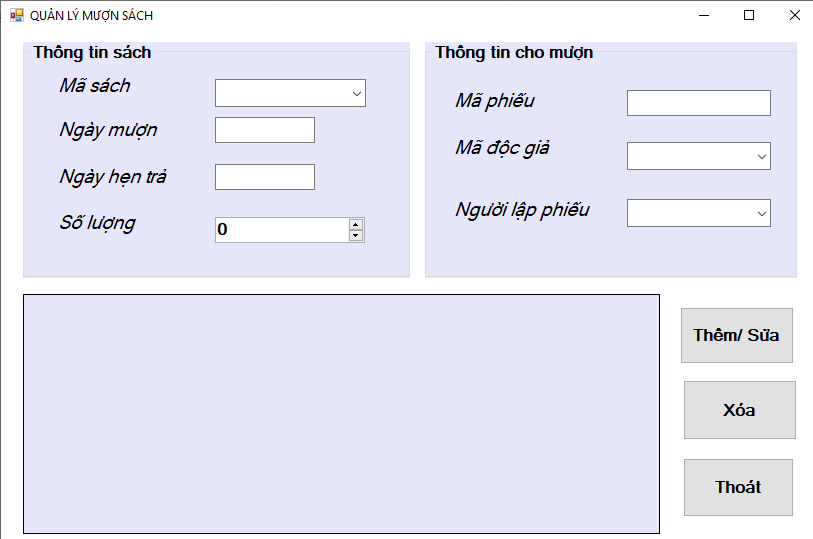 QUẢN LÝ MƯỢN SÁCH
Thông tin sách
Mã sách
Ngày mượn
Ngày hẹn trả
Số lượng
0
Thông tin cho mượn
Mã phiếu
Mã độc giả
Người lập phiếu
Thêm/ Sửa
Xóa
Thoát